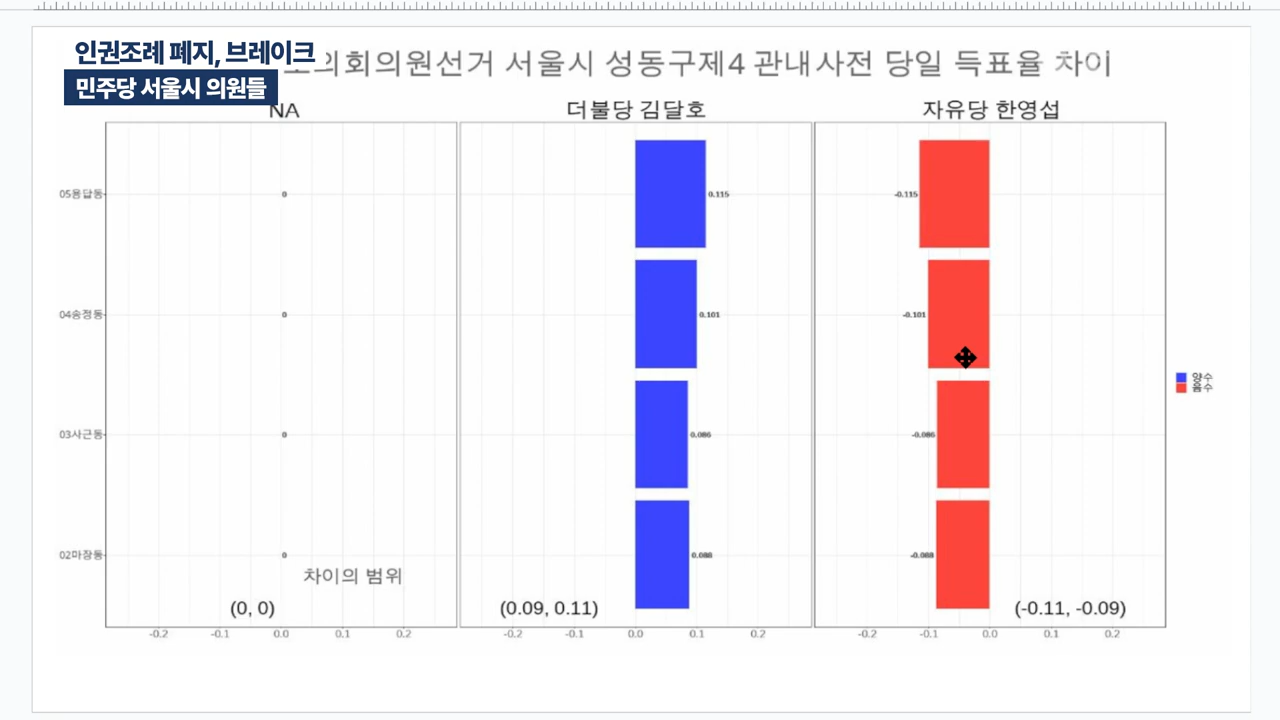 인권조례 폐지, 브레이크
민주당 서울시 의원들
도의회의원선거 서울시 성동구제4 관내사전 당일 득표율 차이
NA 더불당 김달호 자유당 한영섭
05용답동 0 0.115 -0.115
04송정동 0 0.101 -0.101
양수
음수
03사근동 0 0.086 -0.086
02마장동 0 0.088 -0.088
차이의 범위
(0, 0) (0.09, 0.11) (-0.11, -0.09)
-0.2 -0.1 0.0 0.1 0.2 -0.2 -0.1 0.0 0.1 0.2 -0.2 -0.1 0.0 0.1 0.2